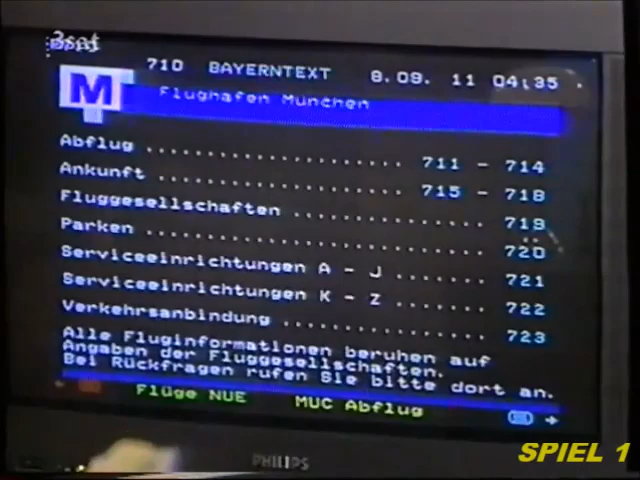 3sat
710 BAYERNTEXT 8.09. 11 04:35
M
Flughafen München
Abflug ...................... 711 - 714
Ankunft ..................... 715 - 718
Fluggesellschaften ................ 719
Parken ............................ 720
Serviceeinrichtungen A - J ....... 721
Serviceeinrichtungen K - Z ....... 722
Verkehrsanbindung ................. 723
Alle Fluginformationen beruhen auf
Angaben der Fluggesellschaften.
Bei Rückfragen rufen Sie bitte dort an.
Flüge NUE MUC Abflug
PHILIPS
SPIEL 1